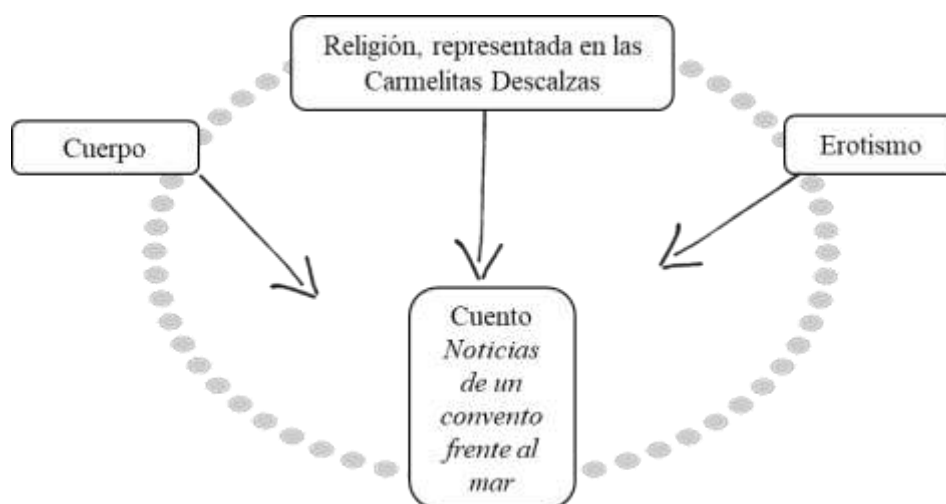 Religión, representada en las
Carmelitas Descalzas
Cuerpo
Erotismo
Cuento
Noticias
de un
convento
frente al
mar